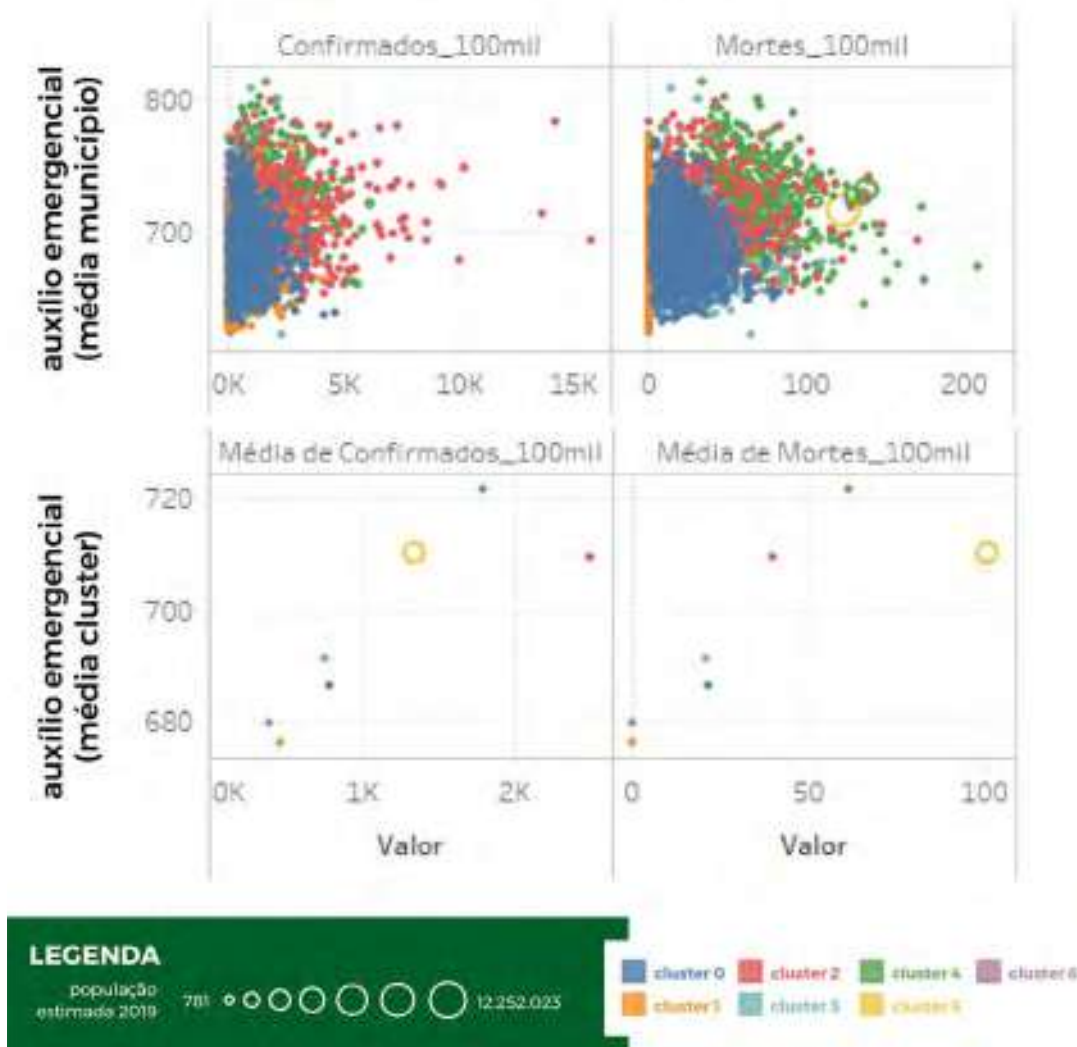 Confirmados_100mil
Mortes_100mil
auxílio emergencial
(média município)
800
700
0K 5K 10K 15K
0 100 200
Média de Confirmados_100mil
Média de Mortes_100mil
auxílio emergencial
(média cluster)
720
700
680
0K 1K 2K
0 50 100
Valor
Valor
LEGENDA
população
estimada 2019
781
12.252.023
cluster 0
cluster 2
cluster 4
cluster 6
cluster 1
cluster 3
cluster